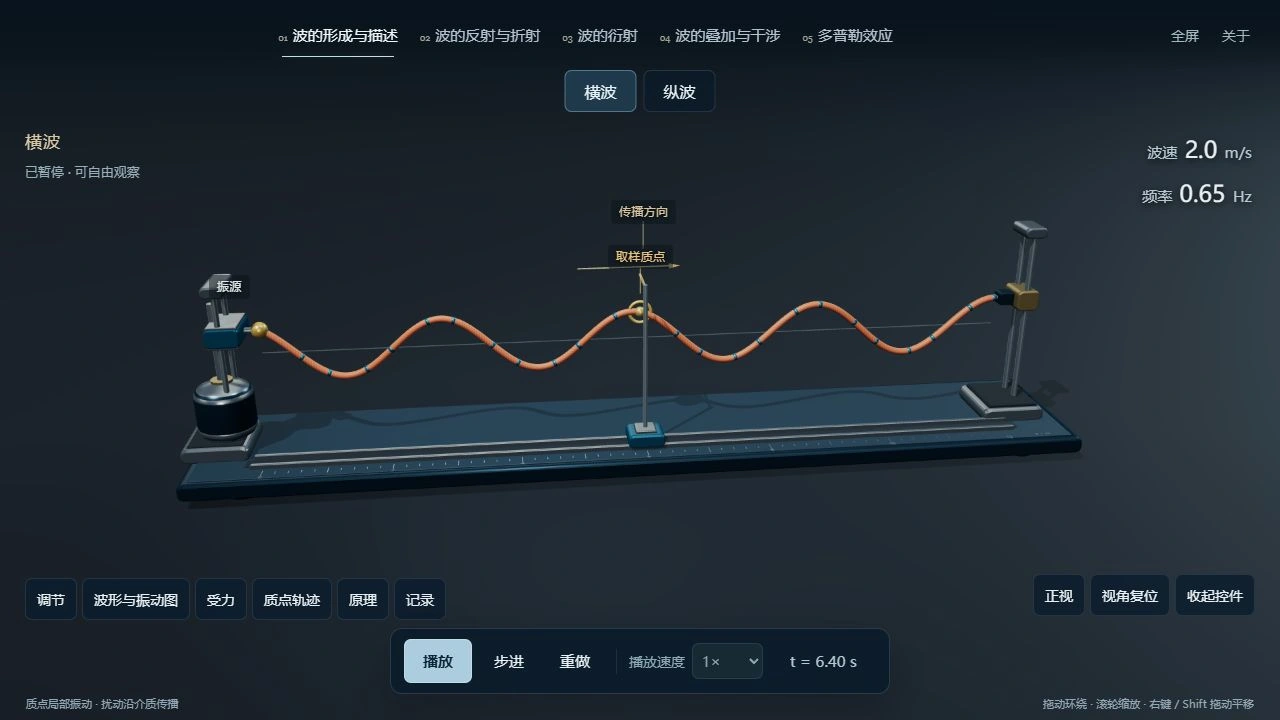 01 波的形成与描述 02 波的反射与折射 03 波的衍射 04 波的叠加与干涉 05 多普勒效应 全屏 关于
横波 纵波
横波
已暂停 · 可自由观察
波速 2.0 m/s
频率 0.65 Hz
传播方向
取样质点
振源
调节 波形与振动图 受力 质点轨迹 原理 记录 正视 视角复位 收起控件
播放 步进 重做 播放速度 1× t = 6.40 s
质点局部振动 · 扰动沿介质传播 拖动环绕 · 滚轮缩放 · 右键 / Shift 拖动平移